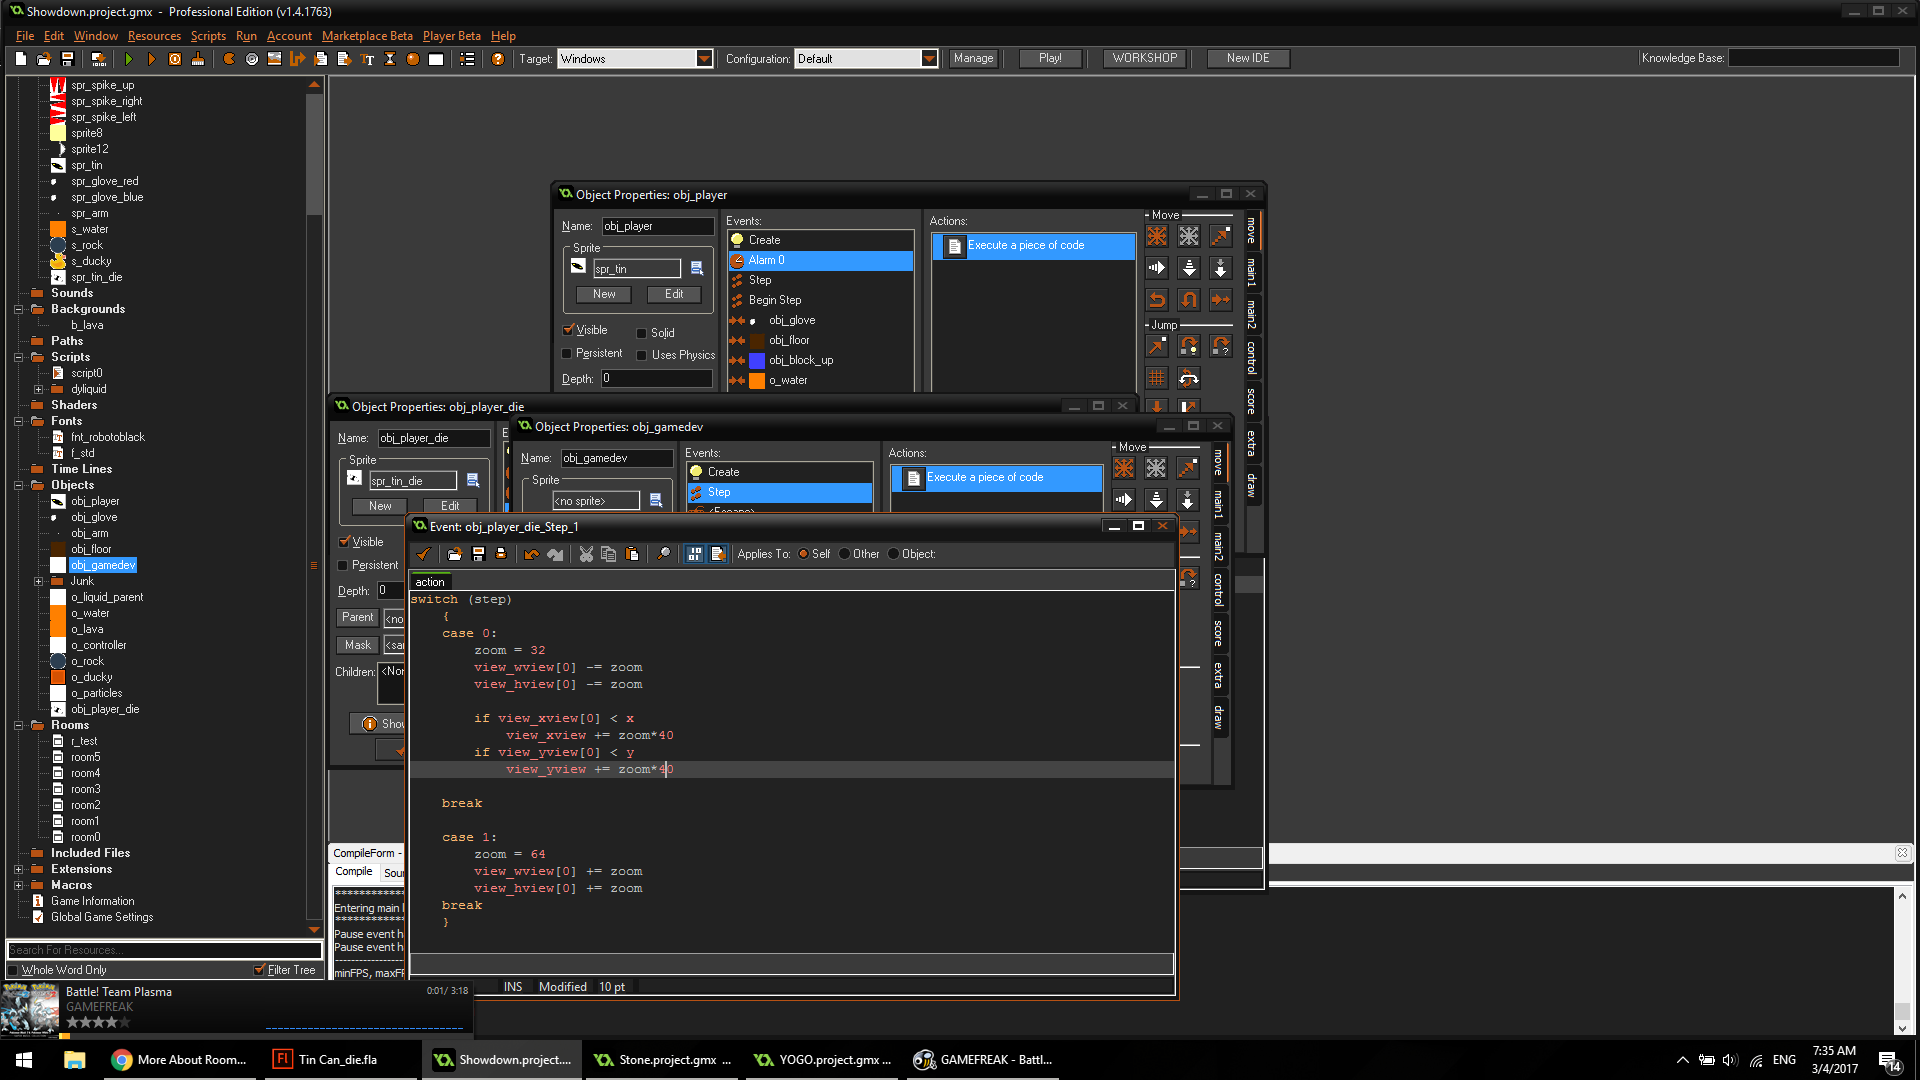 Showdown.project.gmx - Professional Edition (v1.4.1763)
File Edit Window Resources Scripts Run Account Marketplace Beta Player Beta Help
Target: Windows Configuration: Default Manage Play! WORKSHOP New IDE Knowledge Base:
spr_spike_up
spr_spike_right
spr_spike_left
sprite8
sprite12
spr_tin
spr_glove_red
spr_glove_blue
spr_arm
s_water
s_rock
s_ducky
spr_tin_die
Sounds
Backgrounds
b_lava
Paths
Scripts
script0
dyliquid
Shaders
Fonts
fnt_robotoblack
f_std
Time Lines
Objects
obj_player
obj_glove
obj_arm
obj_floor
obj_gamedev
Junk
o_liquid_parent
o_water
o_lava
o_controller
o_rock
o_ducky
o_particles
obj_player_die
Rooms
r_test
room5
room4
room3
room2
room1
room0
Included Files
Extensions
Macros
Game Information
Global Game Settings
Search For Resources...
Whole Word Only Filter Tree
Object Properties: obj_player
Name: obj_player
Sprite
spr_tin
New Edit
Visible Solid
Persistent Uses Physics
Depth: 0
Events:
Create
Alarm 0
Step
Begin Step
obj_glove
obj_floor
obj_block_up
o_water
Actions:
Execute a piece of code
Move
Jump
move
main1
main2
control
score
extra
draw
Object Properties: obj_player_die
Name: obj_player_die
Sprite
spr_tin_die
New Edit
Visible
Persistent
Depth: 0
Parent <no
Mask <sa
Children: <No
Show
Object Properties: obj_gamedev
Name: obj_gamedev
Sprite
<no sprite>
Events:
Create
Step
<Escape>
Actions:
Execute a piece of code
Move
move
main1
main2
control
score
extra
draw
Event: obj_player_die_Step_1
Applies To: Self Other Object:
action
switch (step)
{
case 0:
zoom = 32
view_wview[0] -= zoom
view_hview[0] -= zoom
if view_xview[0] < x
view_xview += zoom*40
if view_yview[0] < y
view_yview += zoom*40
break
case 1:
zoom = 64
view_wview[0] += zoom
view_hview[0] += zoom
break
}
INS Modified 10 pt
CompileForm -
Compile Sour
**************
Entering main l
**************
Pause event h
Pause event h
minFPS, maxFP
Battle! Team Plasma 0:01/ 3:18
GAMEFREAK
More About Room...
Tin Can_die.fla
Showdown.project....
Stone.project.gmx ...
YOGO.project.gmx ...
GAMEFREAK - Battl...
ENG
7:35 AM
3/4/2017
14